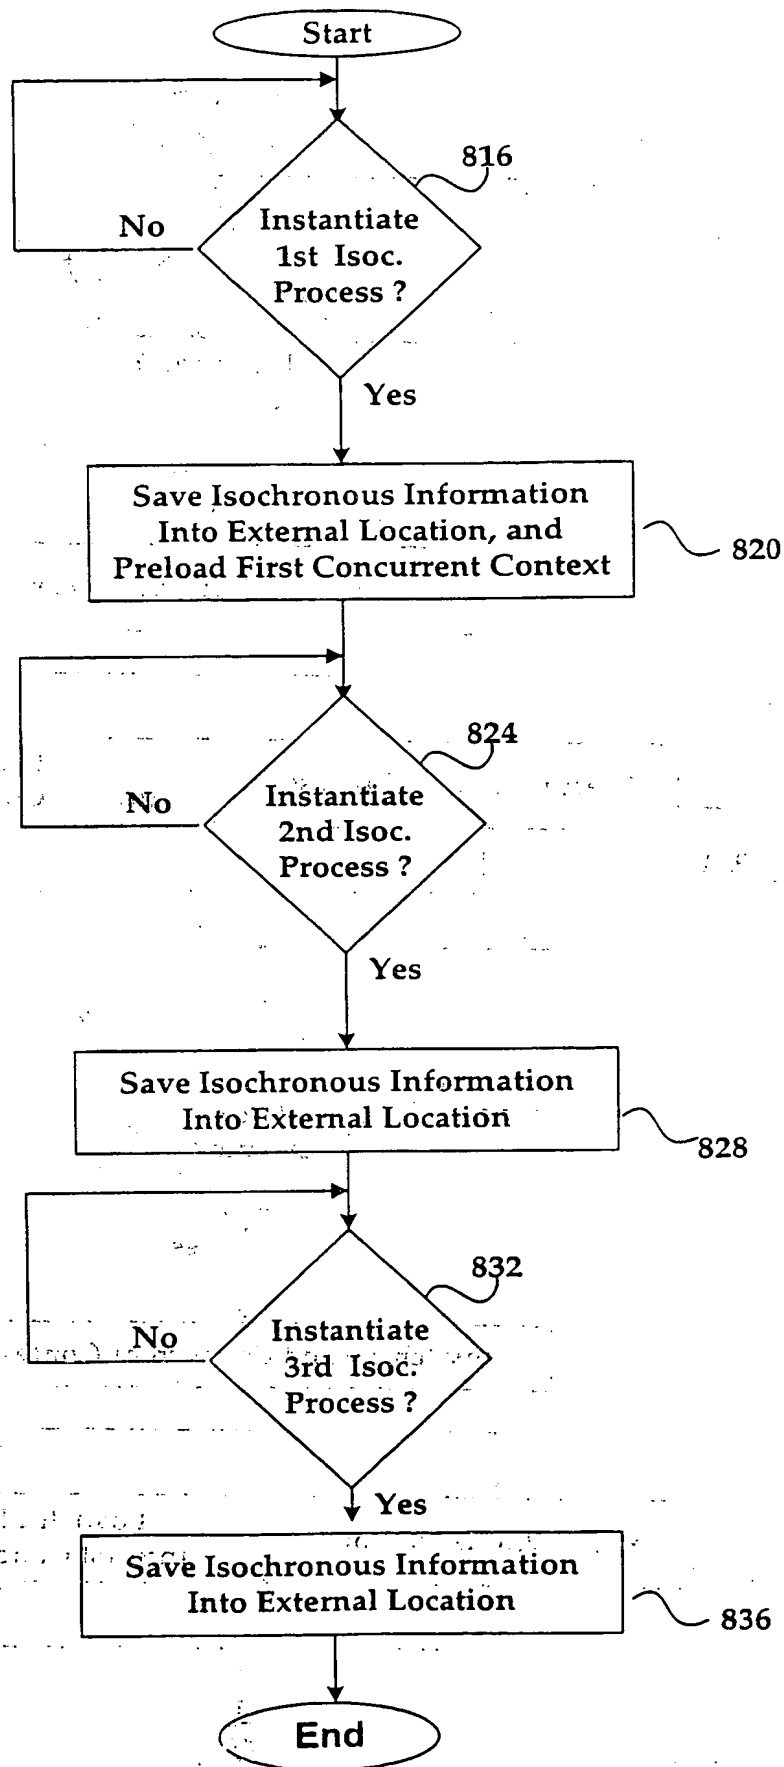 Start
816
Instantiate
1st Isoc.
Process ?
No
Yes
Save Isochronous Information
Into External Location, and
Preload First Concurrent Context
820
824
Instantiate
2nd Isoc.
Process ?
No
Yes
Save Isochronous Information
Into External Location
828
832
Instantiate
3rd Isoc.
Process ?
No
Yes
Save Isochronous Information
Into External Location
836
End